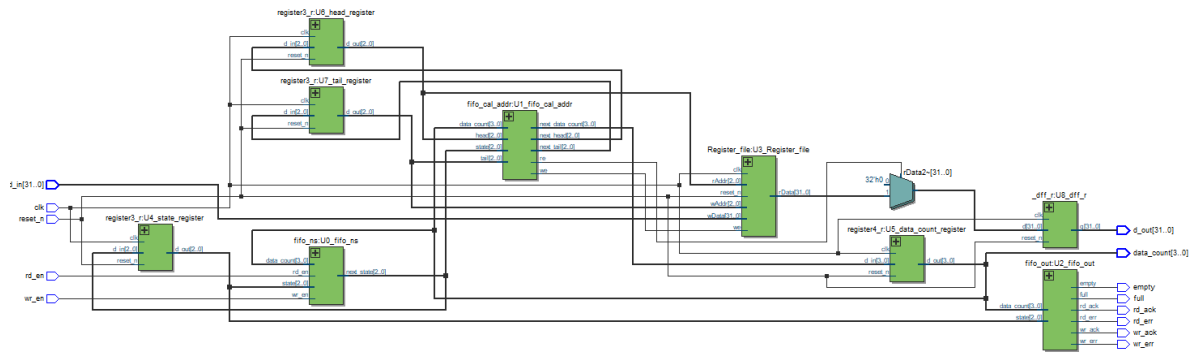 register3_r:U6_head_register
clk
d_in[2..0]
d_out[2..0]
reset_n
register3_r:U7_tail_register
clk
d_in[2..0]
d_out[2..0]
reset_n
fifo_cal_addr:U1_fifo_cal_addr
data_count[3..0]
head[2..0]
state[2..0]
tail[2..0]
next_data_count[3..0]
next_head[2..0]
next_tail[2..0]
re
we
Register_file:U3_Register_file
clk
rAddr[2..0]
reset_n
wAddr[2..0]
wData[31..0]
we
rData[31..0]
rData2~[31..0]
32'h0
0
1
_dff_r:U8_dff_r
clk
d[31..0]
reset_n
q[31..0]
d_in[31..0]
clk
reset_n
rd_en
wr_en
register3_r:U4_state_register
clk
d_in[2..0]
d_out[2..0]
reset_n
fifo_ns:U0_fifo_ns
data_count[3..0]
rd_en
state[2..0]
wr_en
next_state[2..0]
register4_r:U5_data_count_register
clk
d_in[3..0]
d_out[3..0]
reset_n
fifo_out:U2_fifo_out
data_count[3..0]
state[2..0]
empty
full
rd_ack
rd_err
wr_ack
wr_err
d_out[31..0]
data_count[3..0]
empty
full
rd_ack
rd_err
wr_ack
wr_err